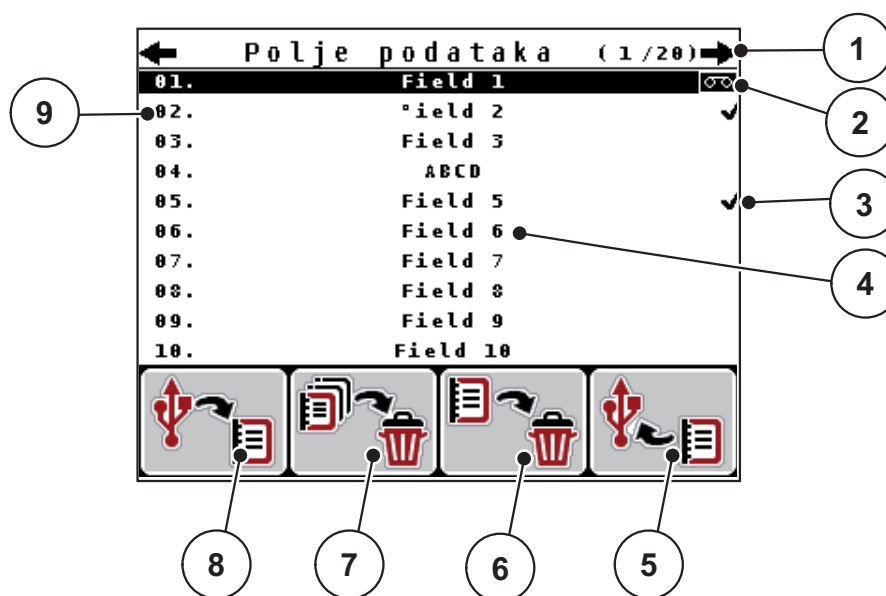 Polje podataka (1/20)
01. Field 1
02. °ield 2
03. Field 3
04. ABCD
05. Field 5
06. Field 6
07. Field 7
08. Field 8
09. Field 9
10. Field 10
1
2
3
4
5
6
7
8
9